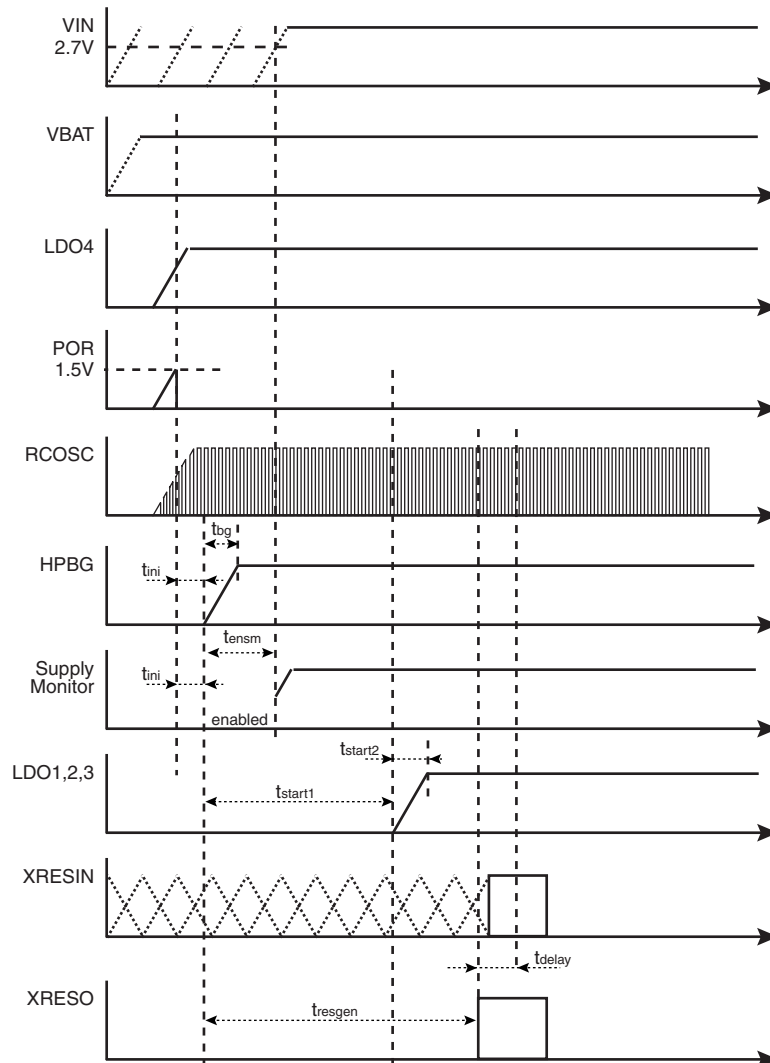 VIN
2.7V
VBAT
LDO4
POR
1.5V
RCOSC
tbg
HPBG
tini
tensm
Supply
Monitor
tini
enabled
tstart2
LDO1,2,3
tstart1
XRESIN
tdelay
XRESO
tresgen